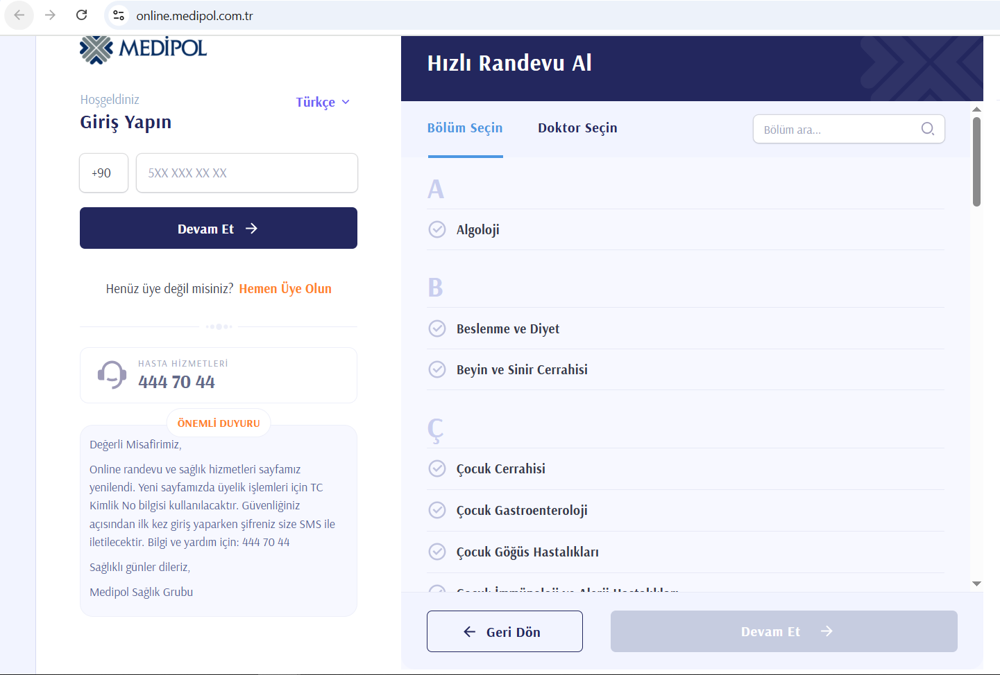 online.medipol.com.tr
MEDİPOL
Hoşgeldiniz
Türkçe
Giriş Yapın
+90
5XX XXX XX XX
Devam Et
Henüz üye değil misiniz? Hemen Üye Olun
HASTA HİZMETLERİ
444 70 44
ÖNEMLİ DUYURU
Değerli Misafirimiz,
Online randevu ve sağlık hizmetleri sayfamız
yenilendi. Yeni sayfamızda üyelik işlemleri için TC
Kimlik No bilgisi kullanılacaktır. Güvenliğiniz
açısından ilk kez giriş yaparken şifreniz size SMS ile
iletilecektir. Bilgi ve yardım için: 444 70 44
Sağlıklı günler dileriz,
Medipol Sağlık Grubu
Hızlı Randevu Al
Bölüm Seçin
Doktor Seçin
Bölüm ara...
A
Algoloji
B
Beslenme ve Diyet
Beyin ve Sinir Cerrahisi
Ç
Çocuk Cerrahisi
Çocuk Gastroenteroloji
Çocuk Göğüs Hastalıkları
Çocuk İmmünoloji ve Alerji Hastalıkları
Geri Dön
Devam Et